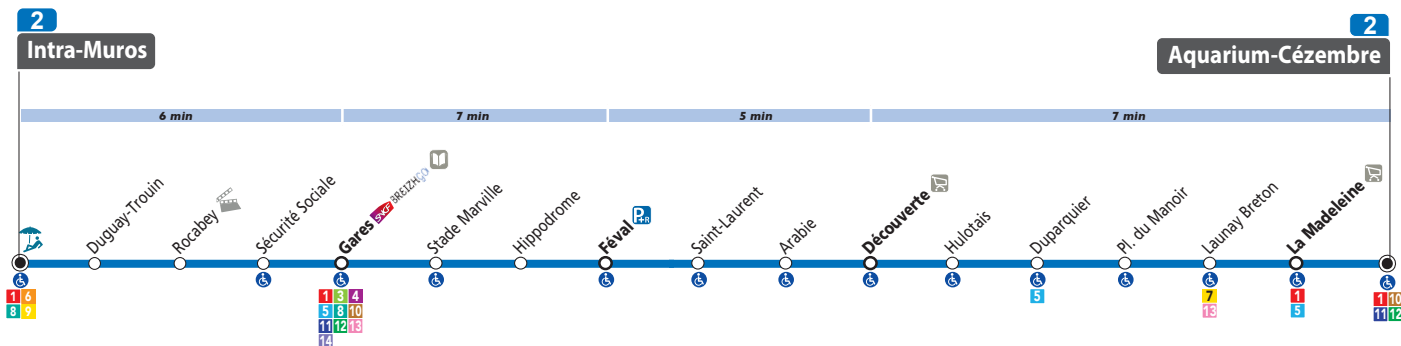 2
Intra-Muros
2
Aquarium-Cézembre
6 min
7 min
5 min
7 min
Duguay-Trouin
Rocabey
Sécurité Sociale
Gares
SNCF
BREIZHGO
Stade Marville
Hippodrome
Féval
P+R
Saint-Laurent
Arabie
Découverte
Hulotais
Duparquier
Pl. du Manoir
Launay Breton
La Madeleine
1 6
8 9
1 3 4
5 8 10
11 12 13
14
5
7
13
1
5
1 10
11 12